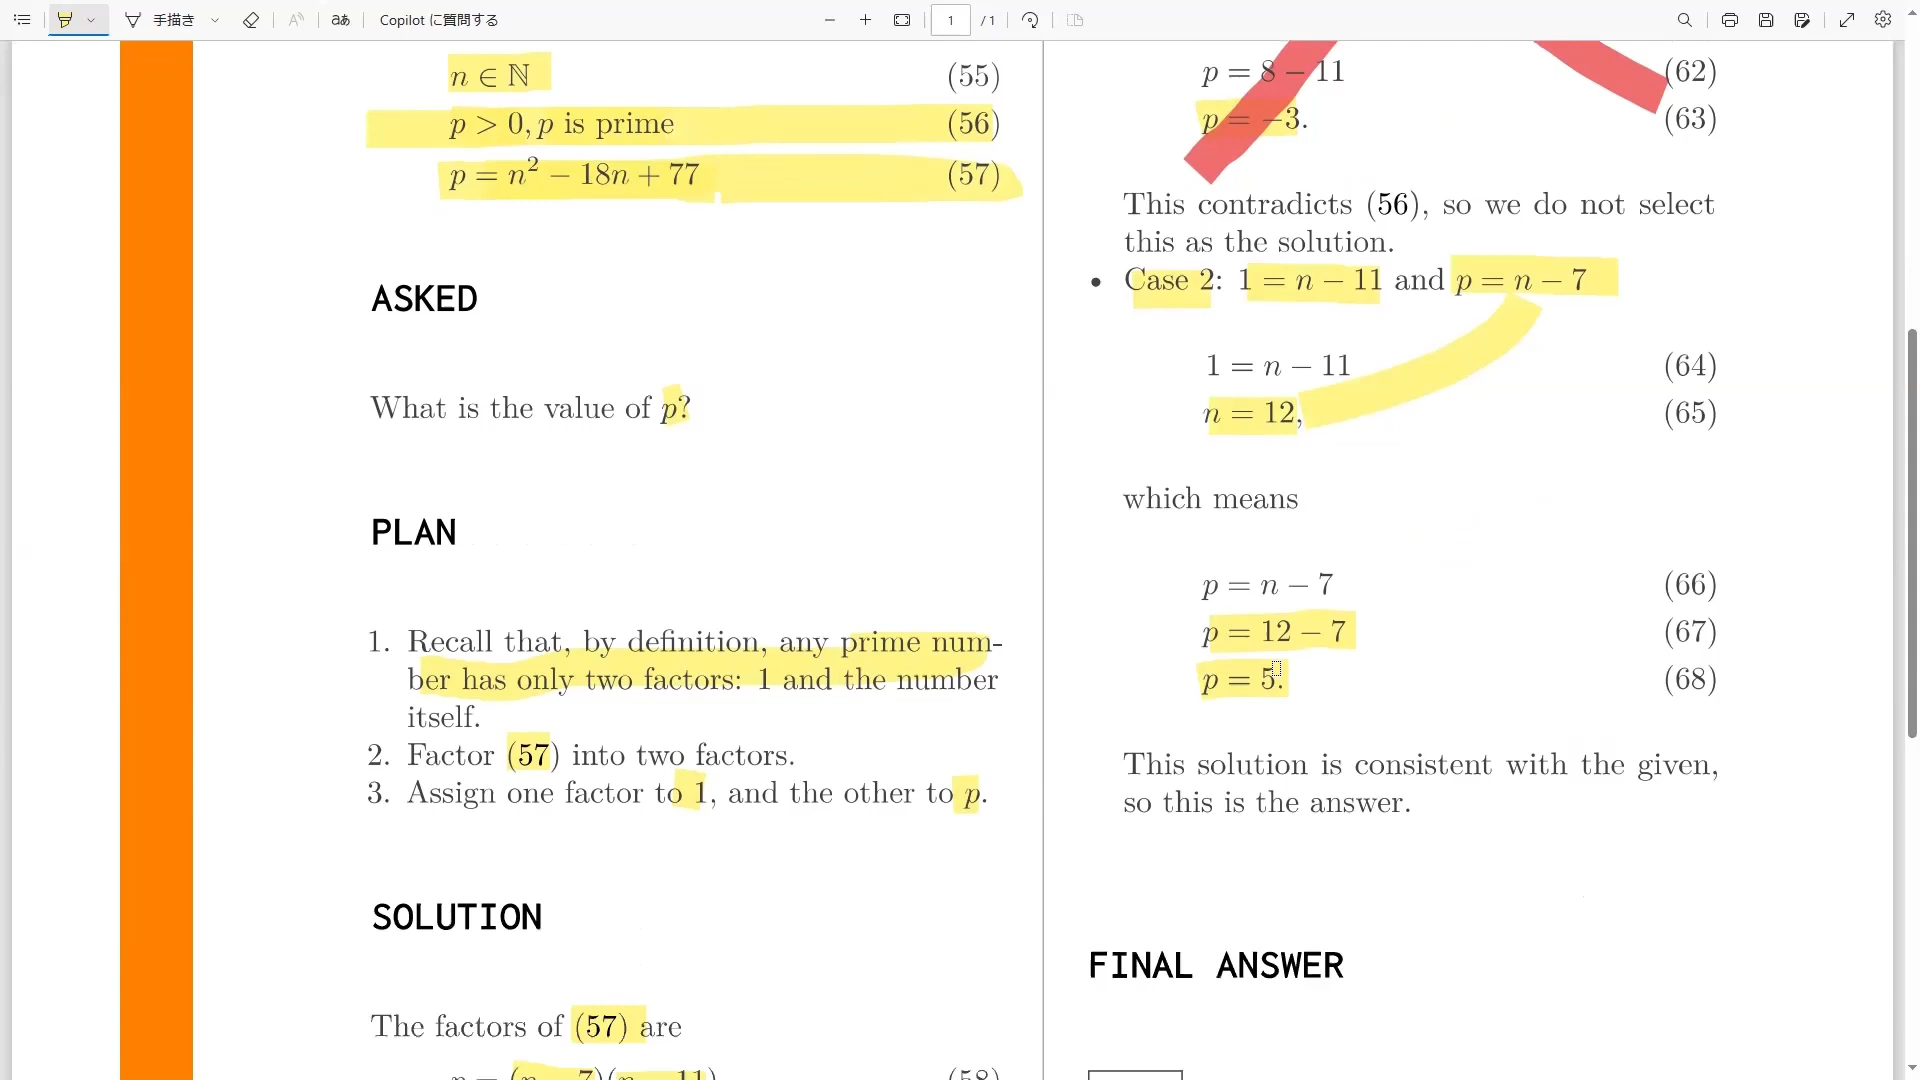 手描き
aあ
Copilot に質問する
1 / 1
n ∈ ℕ (55)
p > 0, p is prime (56)
p = n² − 18n + 77 (57)
ASKED
What is the value of p?
PLAN
1. Recall that, by definition, any prime num-
ber has only two factors: 1 and the number
itself.
2. Factor (57) into two factors.
3. Assign one factor to 1, and the other to p.
SOLUTION
The factors of (57) are
p = (n − 7)(n − 11) (58)
p = 8 − 11 (62)
p = −3. (63)
This contradicts (56), so we do not select
this as the solution.
• Case 2: 1 = n − 11 and p = n − 7
1 = n − 11 (64)
n = 12, (65)
which means
p = n − 7 (66)
p = 12 − 7 (67)
p = 5. (68)
This solution is consistent with the given,
so this is the answer.
FINAL ANSWER